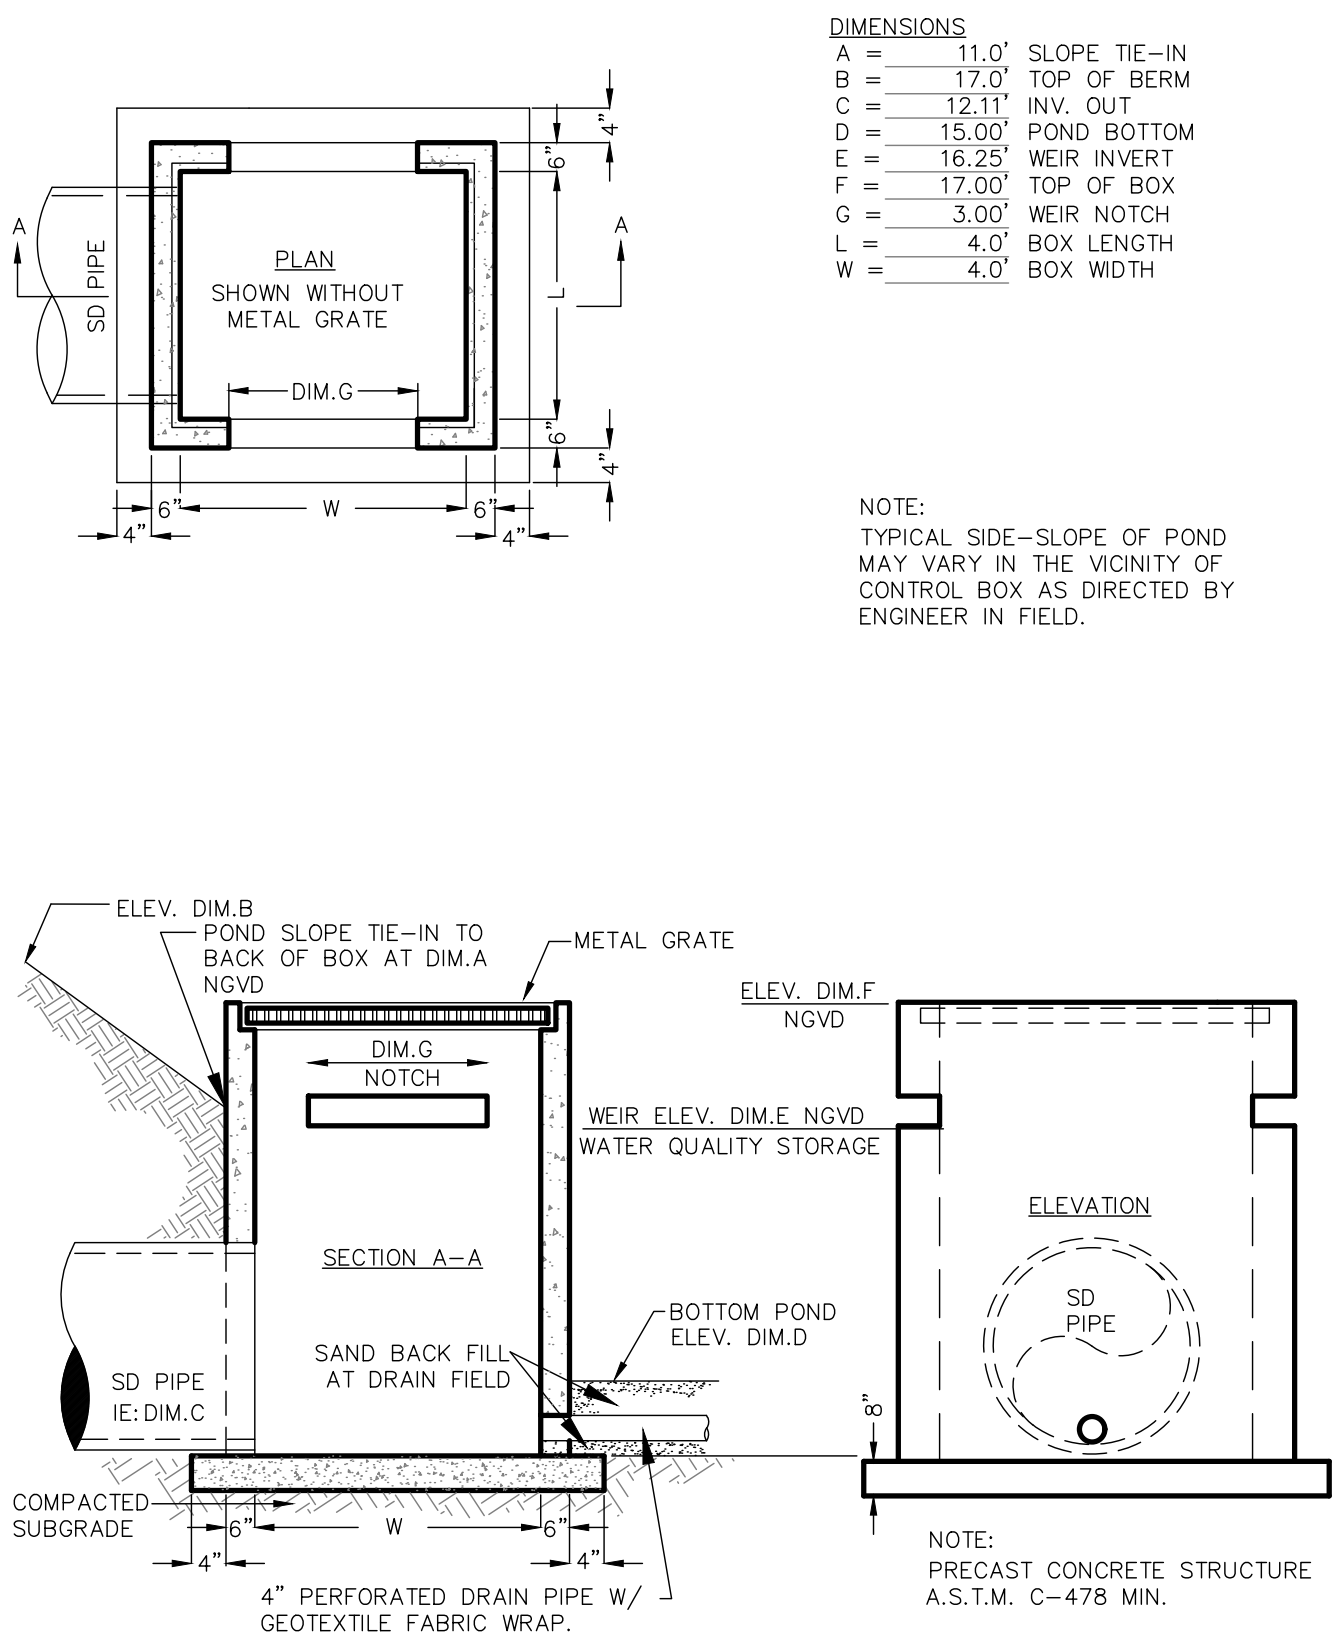 DIMENSIONS
A = 11.0' SLOPE TIE-IN
B = 17.0' TOP OF BERM
C = 12.11' INV. OUT
D = 15.00' POND BOTTOM
E = 16.25' WEIR INVERT
F = 17.00' TOP OF BOX
G = 3.00' WEIR NOTCH
L = 4.0' BOX LENGTH
W = 4.0' BOX WIDTH
4"
6"
A
A
SD PIPE
PLAN
SHOWN WITHOUT
METAL GRATE
L
DIM.G
6"
4"
6" W 6"
4" 4"
NOTE:
TYPICAL SIDE-SLOPE OF POND
MAY VARY IN THE VICINITY OF
CONTROL BOX AS DIRECTED BY
ENGINEER IN FIELD.
ELEV. DIM.B
POND SLOPE TIE-IN TO
BACK OF BOX AT DIM.A
NGVD
METAL GRATE
DIM.G
NOTCH
SECTION A-A
SAND BACK FILL
AT DRAIN FIELD
BOTTOM POND
ELEV. DIM.D
SD PIPE
IE: DIM.C
COMPACTED
SUBGRADE
6" W 6"
4" 4"
4" PERFORATED DRAIN PIPE W/
GEOTEXTILE FABRIC WRAP.
ELEV. DIM.F
NGVD
WEIR ELEV. DIM.E NGVD
WATER QUALITY STORAGE
ELEVATION
SD
PIPE
8"
NOTE:
PRECAST CONCRETE STRUCTURE
A.S.T.M. C-478 MIN.